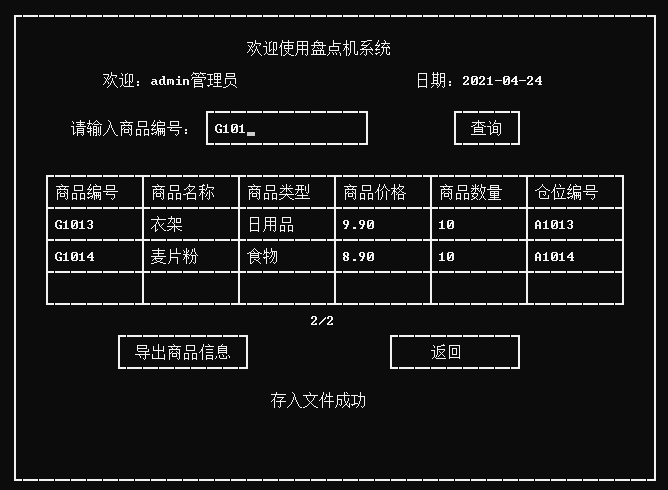 欢迎使用盘点机系统
欢迎：admin管理员 日期：2021-04-24
请输入商品编号： G101_ 查询
商品编号 商品名称 商品类型 商品价格 商品数量 仓位编号
G1013 衣架 日用品 9.90 10 A1013
G1014 麦片粉 食物 8.90 10 A1014
2/2
导出商品信息 返回
存入文件成功